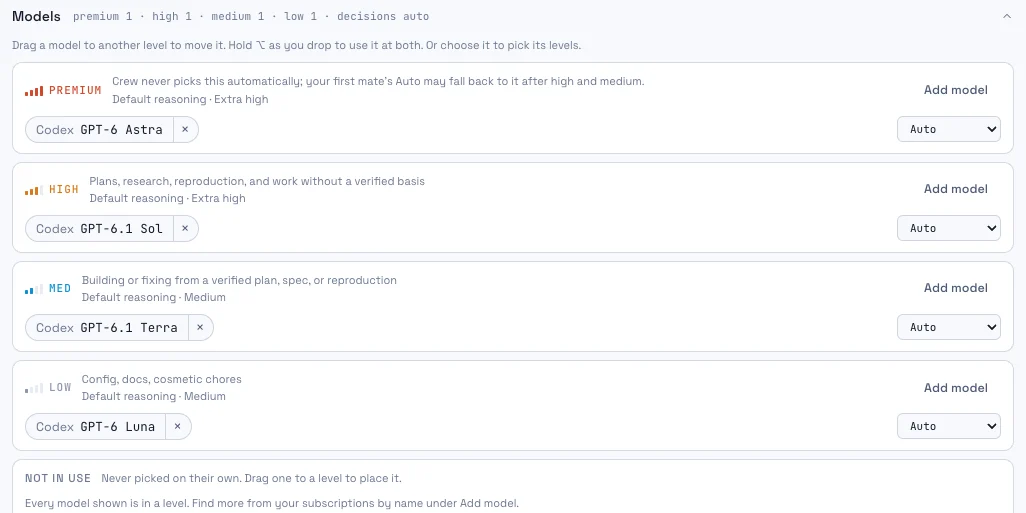 Models premium 1 · high 1 · medium 1 · low 1 · decisions auto
Drag a model to another level to move it. Hold ⌥ as you drop to use it at both. Or choose it to pick its levels.
PREMIUM Crew never picks this automatically; your first mate's Auto may fall back to it after high and medium.
Default reasoning · Extra high
Add model
Codex GPT-6 Astra ×
Auto
HIGH Plans, research, reproduction, and work without a verified basis
Default reasoning · Extra high
Add model
Codex GPT-6.1 Sol ×
Auto
MED Building or fixing from a verified plan, spec, or reproduction
Default reasoning · Medium
Add model
Codex GPT-6.1 Terra ×
Auto
LOW Config, docs, cosmetic chores
Default reasoning · Medium
Add model
Codex GPT-6 Luna ×
Auto
NOT IN USE Never picked on their own. Drag one to a level to place it.
Every model shown is in a level. Find more from your subscriptions by name under Add model.